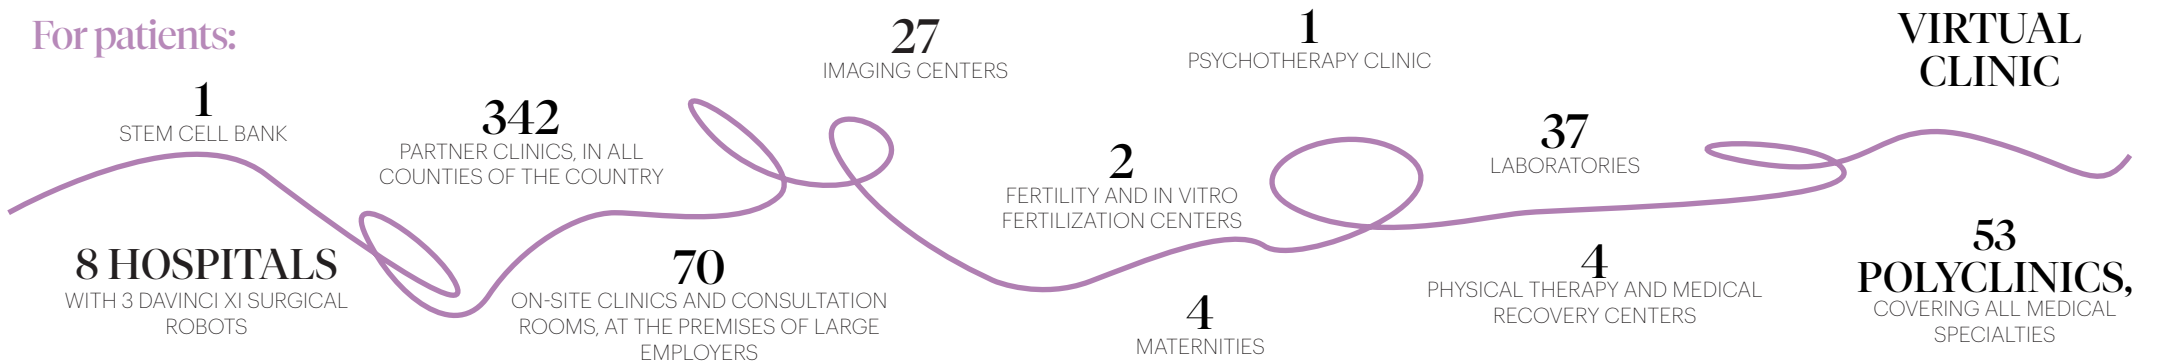 For patients:
1
STEM CELL BANK
8 HOSPITALS
WITH 3 DAVINCI XI SURGICAL
ROBOTS
342
PARTNER CLINICS, IN ALL
COUNTIES OF THE COUNTRY
70
ON-SITE CLINICS AND CONSULTATION
ROOMS, AT THE PREMISES OF LARGE
EMPLOYERS
27
IMAGING CENTERS
2
FERTILITY AND IN VITRO
FERTILIZATION CENTERS
4
MATERNITIES
1
PSYCHOTHERAPY CLINIC
37
LABORATORIES
4
PHYSICAL THERAPY AND MEDICAL
RECOVERY CENTERS
VIRTUAL
CLINIC
53
POLYCLINICS,
COVERING ALL MEDICAL
SPECIALTIES